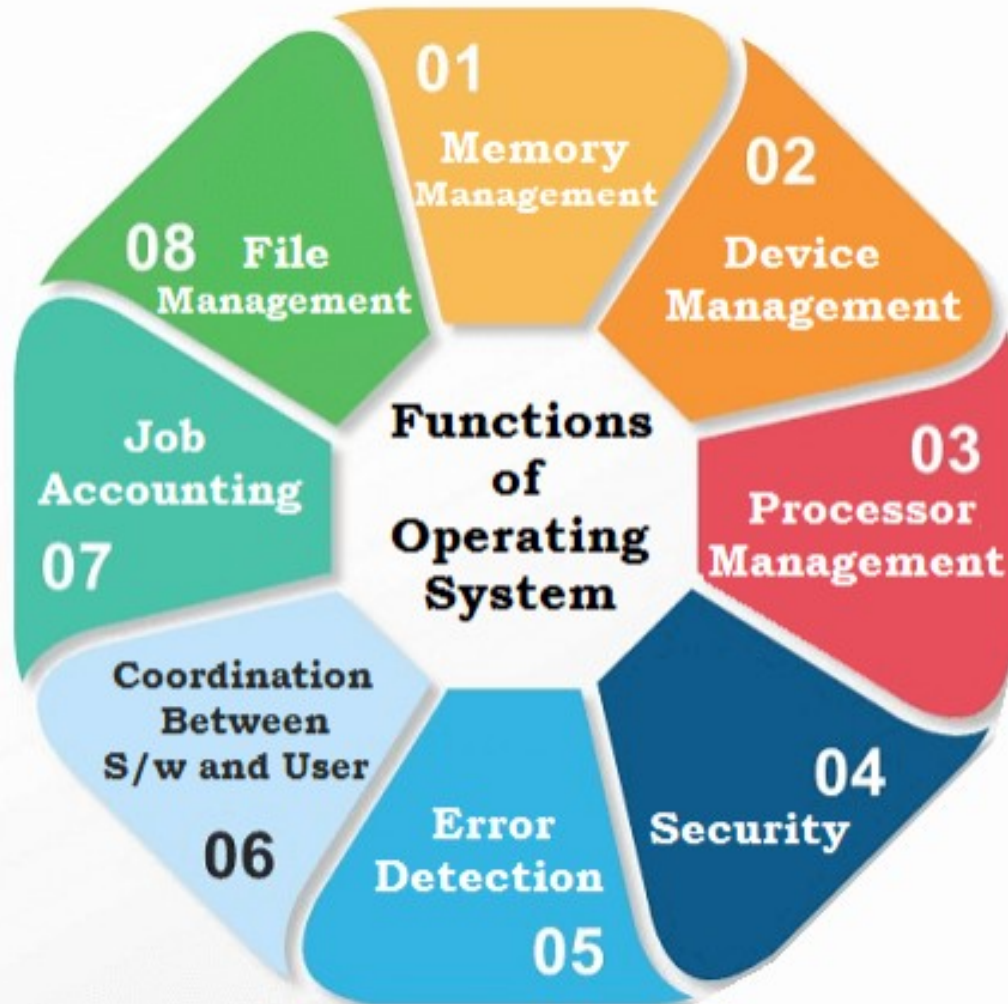 Functions
of
Operating
System
01
Memory
Management
02
Device
Management
03
Processor
Management
04
Security
Error
Detection
05
Coordination
Between
S/w and User
06
Job
Accounting
07
08 File
Management